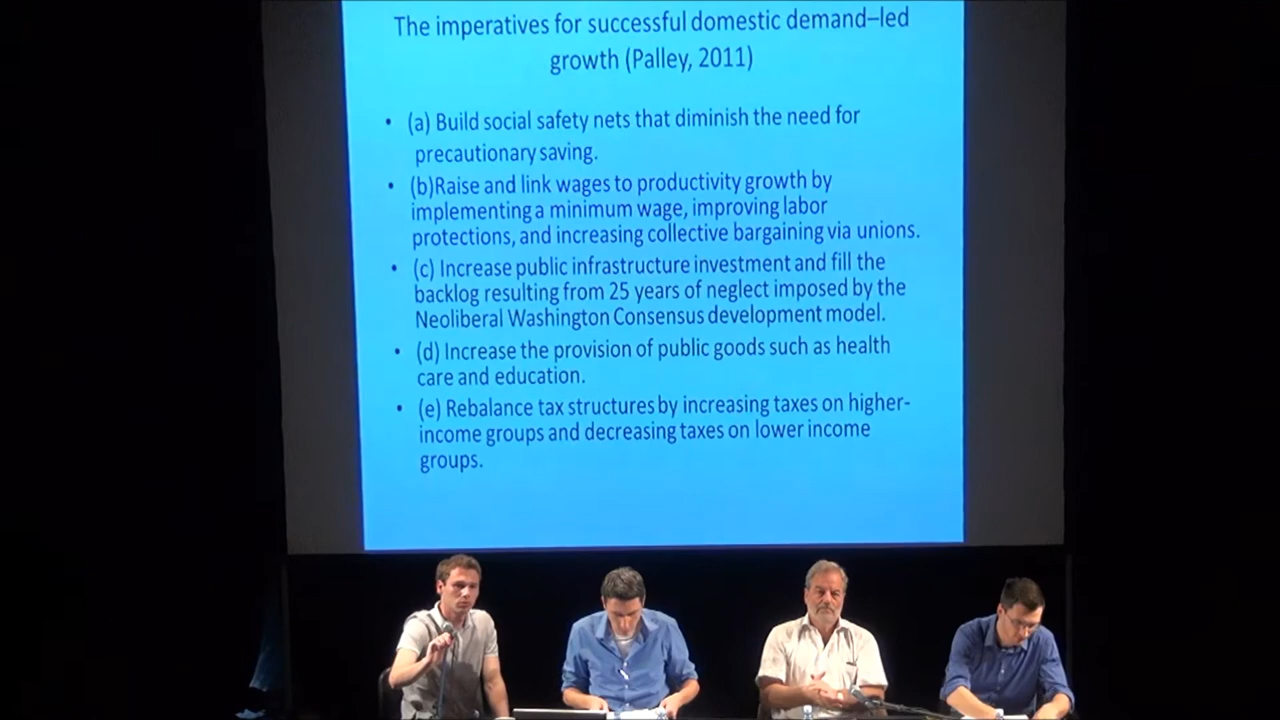 The imperatives for successful domestic demand–led
growth (Palley, 2011)
• (a) Build social safety nets that diminish the need for
precautionary saving.
• (b)Raise and link wages to productivity growth by
implementing a minimum wage, improving labor
protections, and increasing collective bargaining via unions.
• (c) Increase public infrastructure investment and fill the
backlog resulting from 25 years of neglect imposed by the
Neoliberal Washington Consensus development model.
• (d) Increase the provision of public goods such as health
care and education.
• (e) Rebalance tax structures by increasing taxes on higher-
income groups and decreasing taxes on lower income
groups.